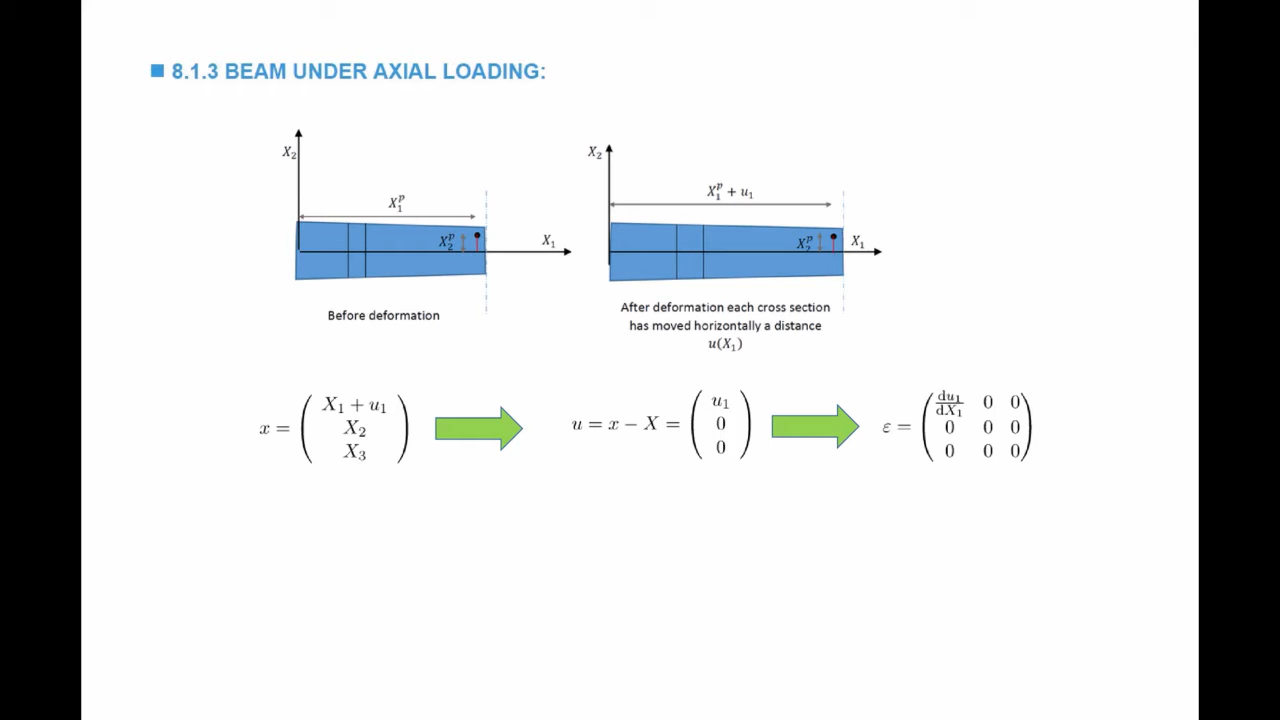 8.1.3 BEAM UNDER AXIAL LOADING:
X₂
X₁ᵖ
X₂ᵖ
X₁
Before deformation
X₂
X₁ᵖ + u₁
X₂ᵖ
X₁
After deformation each cross section
has moved horizontally a distance
u(X₁)
x = ( X₁ + u₁
X₂
X₃ )
u = x − X = ( u₁
0
0 )
ε = ( du₁/dX₁ 0 0
0 0 0
0 0 0 )